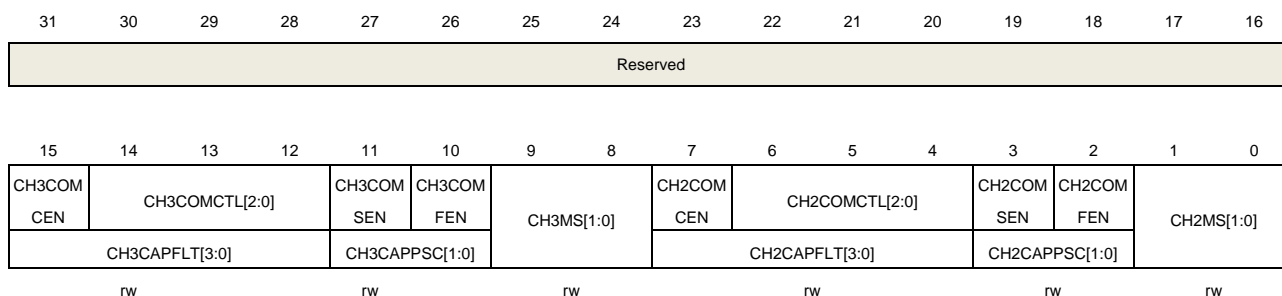 31 30 29 28 27 26 25 24 23 22 21 20 19 18 17 16
Reserved
15 14 13 12 11 10 9 8 7 6 5 4 3 2 1 0
CH3COM CEN CH3COMCTL[2:0] CH3COM SEN CH3COM FEN CH3MS[1:0] CH2COM CEN CH2COMCTL[2:0] CH2COM SEN CH2COM FEN CH2MS[1:0]
CH3CAPFLT[3:0] CH3CAPPSC[1:0] CH2CAPFLT[3:0] CH2CAPPSC[1:0]
rw rw rw rw rw rw